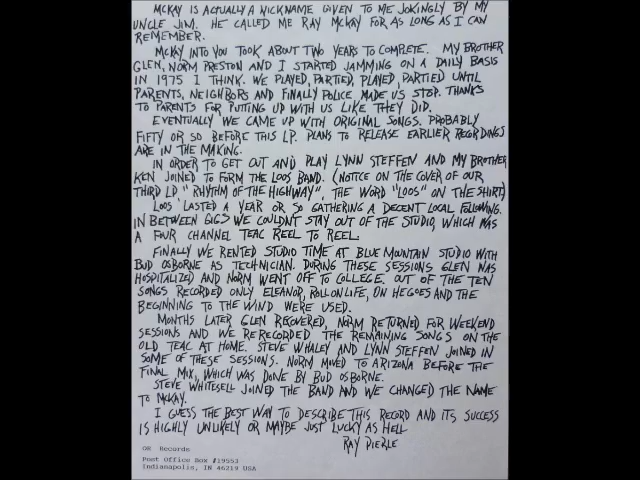 MCKAY IS ACTUALLY A NICKNAME GIVEN TO ME JOKINGLY BY MY
UNCLE JIM. HE CALLED ME RAY MCKAY FOR AS LONG AS I CAN
REMEMBER.
MCKAY INTO YOU TOOK ABOUT TWO YEARS TO COMPLETE. MY BROTHER
GLEN, NORM PRESTON AND I STARTED JAMMING ON A DAILY BASIS
IN 1975 I THINK. WE PLAYED, PARTIED, PLAYED, PARTIED UNTIL
PARENTS, NEIGHBORS AND FINALLY POLICE MADE US STOP. THANKS
TO PARENTS FOR PUTTING UP WITH US LIKE THEY DID.
EVENTUALLY WE CAME UP WITH ORIGINAL SONGS. PROBABLY
FIFTY OR SO BEFORE THIS LP. PLANS TO RELEASE EARLIER RECORDINGS
ARE IN THE MAKING.
IN ORDER TO GET OUT AND PLAY LYNN STEFFEN AND MY BROTHER
KEN JOINED TO FORM THE LOOS BAND. (NOTICE ON THE COVER OF OUR
THIRD LP "RHYTHM OF THE HIGHWAY", THE WORD "LOOS" ON THE SHIRT)
LOOS LASTED A YEAR OR SO GATHERING A DECENT LOCAL FOLLOWING.
IN BETWEEN GIGS WE COULDNT STAY OUT OF THE STUDIO, WHICH WAS
A FOUR CHANNEL TEAC REEL TO REEL.
FINALLY WE RENTED STUDIO TIME AT BLUE MOUNTAIN STUDIO WITH
BUD OSBORNE AS TECHNICIAN. DURING THESE SESSIONS GLEN WAS
HOSPITALIZED AND NORM WENT OFF TO COLLEGE. OUT OF THE TEN
SONGS RECORDED ONLY ELEANOR, ROLL ON LIFE, ON HE GOES AND THE
BEGINNING TO THE WIND WERE USED.
MONTHS LATER GLEN RECOVERED, NORM RETURNED FOR WEEKEND
SESSIONS AND WE RERECORDED THE REMAINING SONGS ON THE
OLD TEAC AT HOME. STEVE WHALEY AND LYNN STEFFEN JOINED IN
SOME OF THESE SESSIONS. NORM MOVED TO ARIZONA BEFORE THE
FINAL MIX, WHICH WAS DONE BY BUD OSBORNE.
STEVE WHITESELL JOINED THE BAND AND WE CHANGED THE NAME
TO MCKAY.
I GUESS THE BEST WAY TO DESCRIBE THIS RECORD AND ITS SUCCESS
IS HIGHLY UNLIKELY OR MAYBE JUST LUCKY AS HELL
RAY PIERLE
OR Records
Post Office Box #19553
Indianapolis, IN 46219 USA